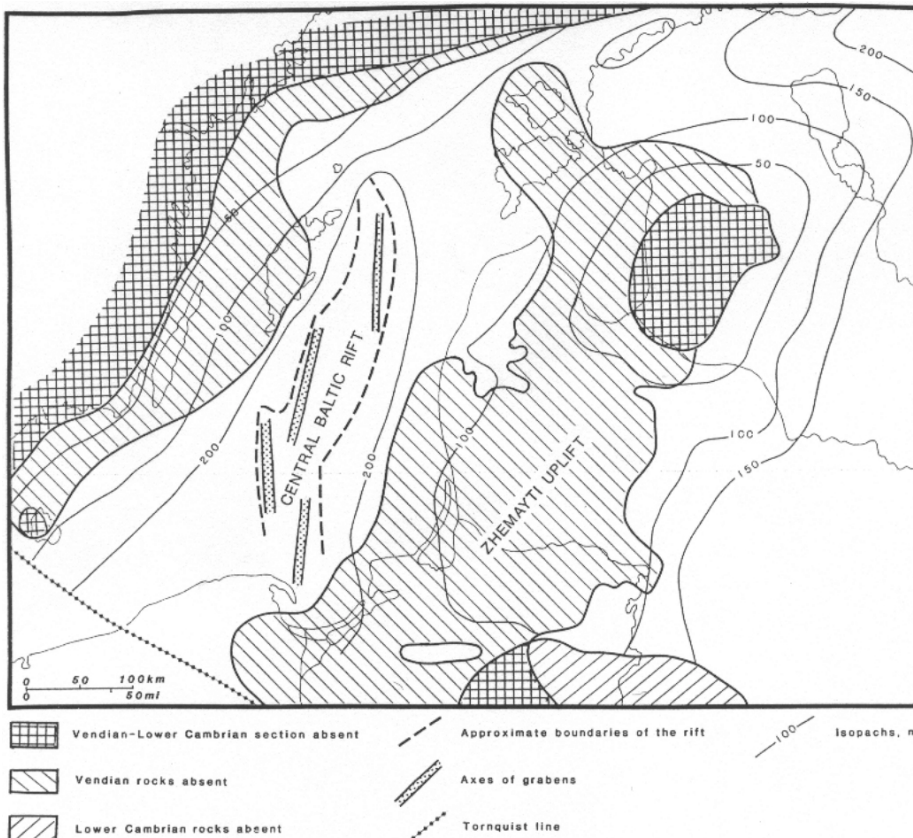 200
150
100
50
50
100
200
CENTRAL BALTIC RIFT
200
100
ZHEMAYTI UPLIFT
100
150
0 50 100km
0 50ml
Vendian-Lower Cambrian section absent
Approximate boundaries of the rift
100
Isopachs, m
Vendian rocks absent
Axes of grabens
Lower Cambrian rocks absent
Tornquist line